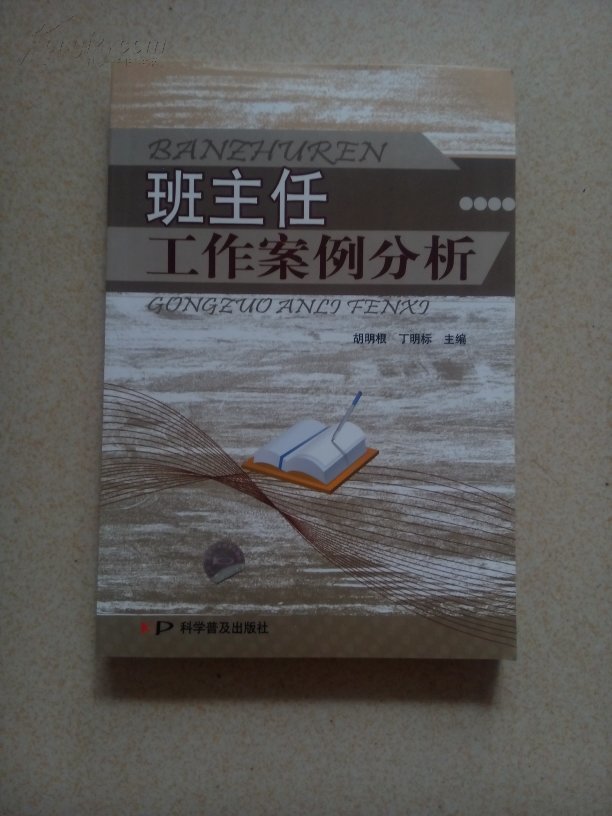 BANZHUREN
班主任
工作案例分析
GONGZUO ANLI FENXI
胡明根 丁明标 主编
科学普及出版社